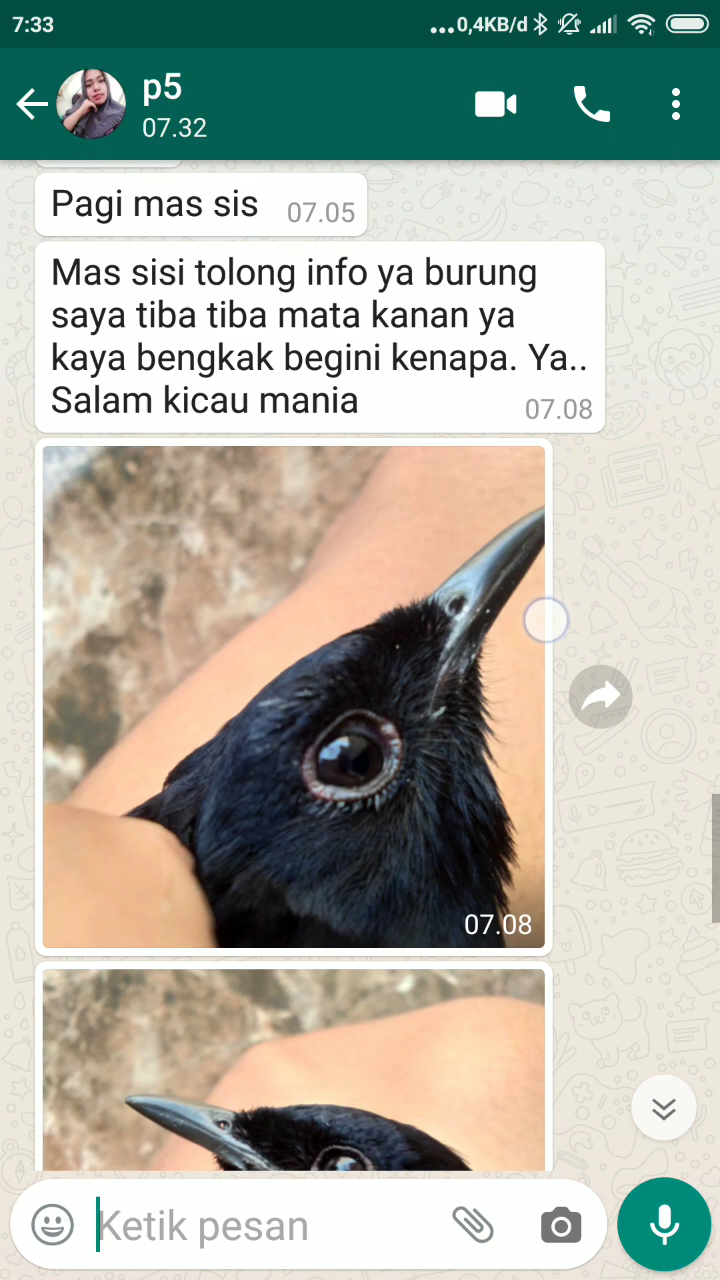 7:33
...0,4KB/d
p5
07.32
Pagi mas sis 07.05
Mas sisi tolong info ya burung
saya tiba tiba mata kanan ya
kaya bengkak begini kenapa. Ya..
Salam kicau mania 07.08
07.08
Ketik pesan